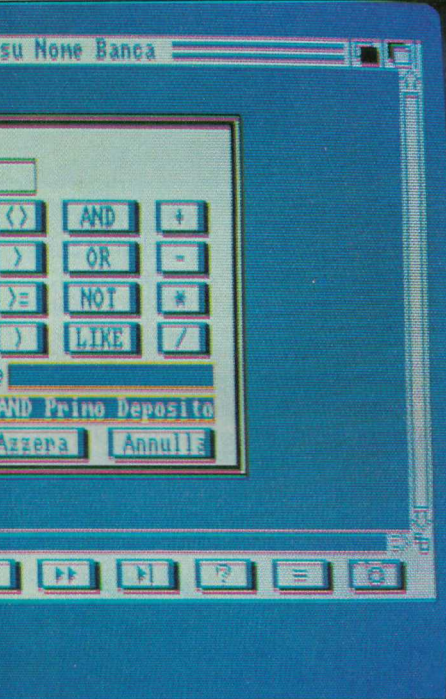 su Nome Banca
<> AND +
> OR -
>= NOT *
) LIKE /
AND Primo Deposito
Azzera Annulla
?